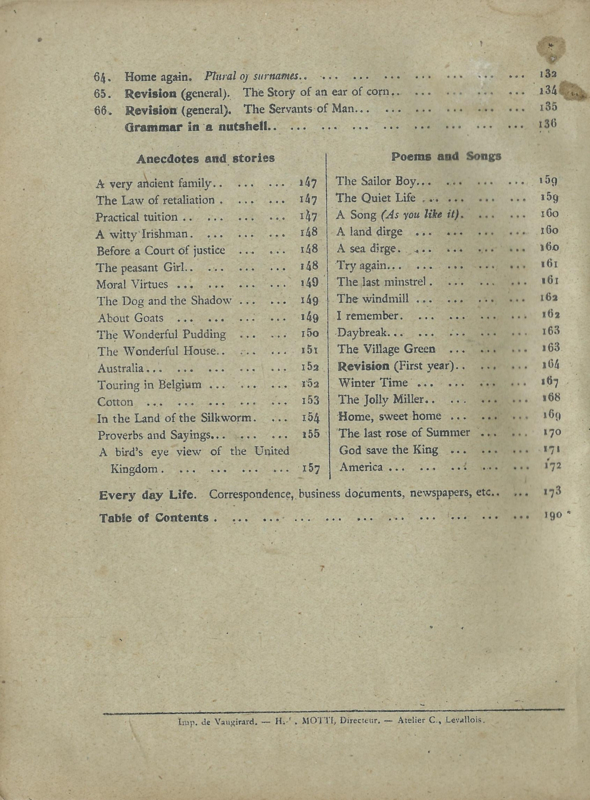 64. Home again. Plural of surnames.. ... ... ... ... ... ... ... 132
65. Revision (general). The Story of an ear of corn.. ... ... ... ... 134
66. Revision (general). The Servants of Man... ... ... ... ... ... 135
Grammar in a nutshell.. ... ... ... ... ... ... ... ... ... 136
Anecdotes and stories
A very ancient family.. ... ... ... 147
The Law of retaliation . ... ... ... 147
Practical tuition .. ... ... ... ... 147
A witty Irishman. ... ... ... ... 148
Before a Court of justice ... ... ... 148
The peasant Girl.. ... ... ... ... 148
Moral Virtues ... ... ... ... ... 149
The Dog and the Shadow ... ... ... 149
About Goats ... ... ... ... ... 149
The Wonderful Pudding ... ... ... 150
The Wonderful House.. ... ... ... 151
Australia... ... ... ... ... ... 152
Touring in Belgium ... ... ... ... 152
Cotton ... ... ... ... ... ... 153
In the Land of the Silkworm. ... ... 154
Proverbs and Sayings... ... ... ... 155
A bird's eye view of the United
Kingdom. ... ... ... ... ... ... 157
Poems and Songs
The Sailor Boy... ... ... ... ... 159
The Quiet Life ... ... ... ... ... 159
A Song (As you like it). ... ... ... 160
A land dirge ... ... ... ... ... 160
A sea dirge. ... ... ... ... ... 160
Try again... ... ... ... ... ... 161
The last minstrel. ... ... ... ... 161
The windmill ... ... ... ... ... 162
I remember. ... ... ... ... ... 162
Daybreak... ... ... ... ... ... 163
The Village Green ... ... ... ... 163
Revision (First year).. ... ... ... 164
Winter Time ... ... ... ... ... 167
The Jolly Miller.. ... ... ... ... 168
Home, sweet home ... ... ... ... 169
The last rose of Summer ... ... ... 170
God save the King ... ... ... ... 171
America ... ... ... ... ... ... 172
Every day Life. Correspondence, business documents, newspapers, etc.. ... ... 173
Table of Contents . ... ... ... ... ... ... ... ... ... ... ... 190
Imp. de Vaugirard. — MOTTI, Directeur. — Atelier C., Levallois.